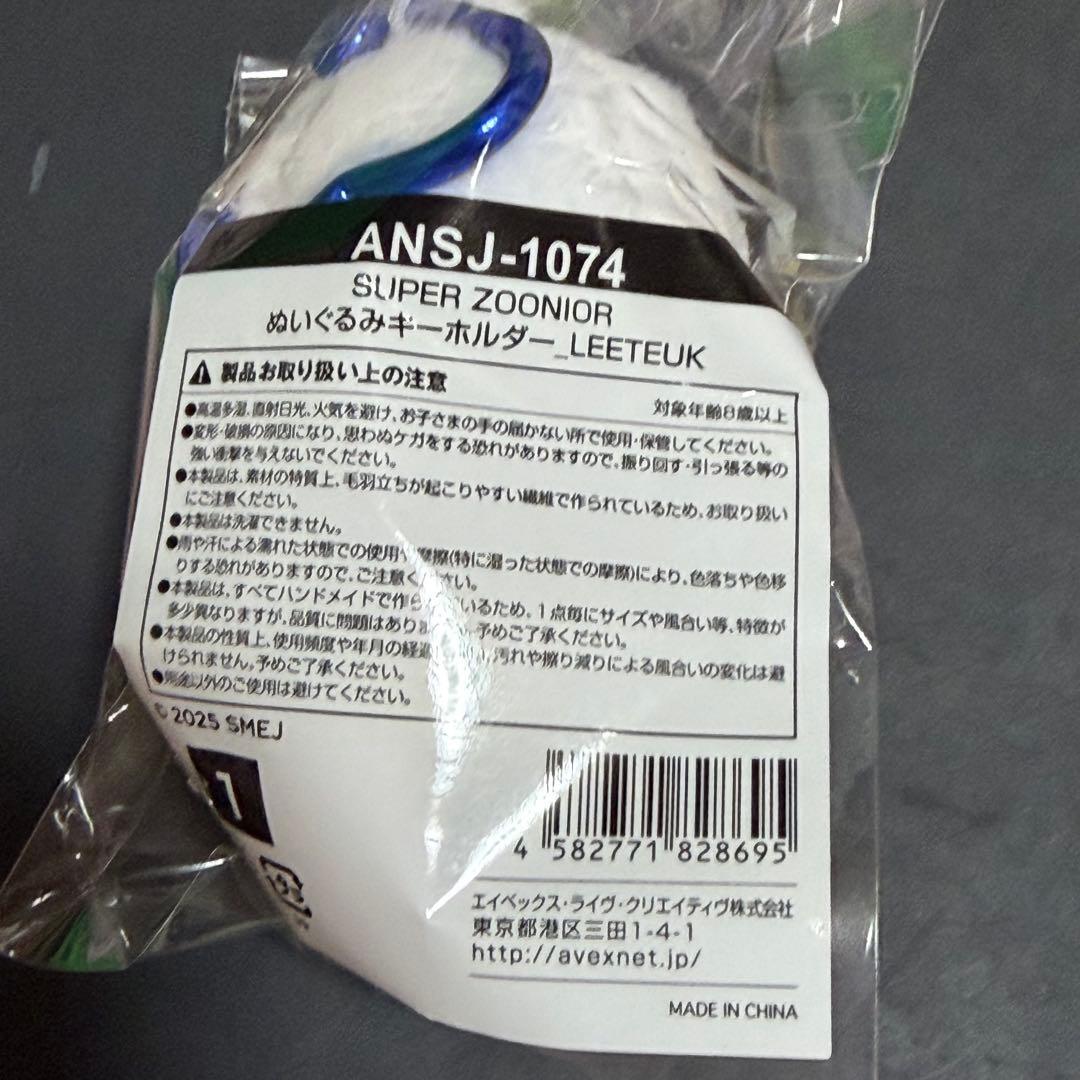 ANSJ-1074
SUPER ZOONIOR
ぬいぐるみキーホルダー_LEETEUK
製品お取り扱い上の注意
対象年齢8歳以上
●高温多湿、直射日光、火気を避け、お子さまの手の届かない所で使用・保管してください。
●変形・破損の原因になり、思わぬケガをする恐れがありますので、振り回す・引っ張る等の
強い衝撃を与えないでください。
●本製品は、素材の特質上、毛羽立ちが起こりやすい繊維で作られているため、お取り扱い
にご注意ください。
●本製品は洗濯できません。
●雨や汗による濡れた状態での使用や摩擦(特に湿った状態での摩擦)により、色落ちや色移
りする恐れがありますので、ご注意ください。
●本製品は、すべてハンドメイドで作ら ているため、1点毎にサイズや風合い等、特徴が
多少異なりますが、品質に問題はあり 予めご了承ください。
●本製品の性質上、使用頻度や年月の経過 汚れや擦り減りによる風合いの変化は避
けられません。予めご了承ください。
●用途以外のご使用は避けてください。
© 2025 SMEJ
1
4 582771 828695
エイベックス・ライヴ・クリエイティヴ株式会社
東京都港区三田1-4-1
http://avexnet.jp/
MADE IN CHINA